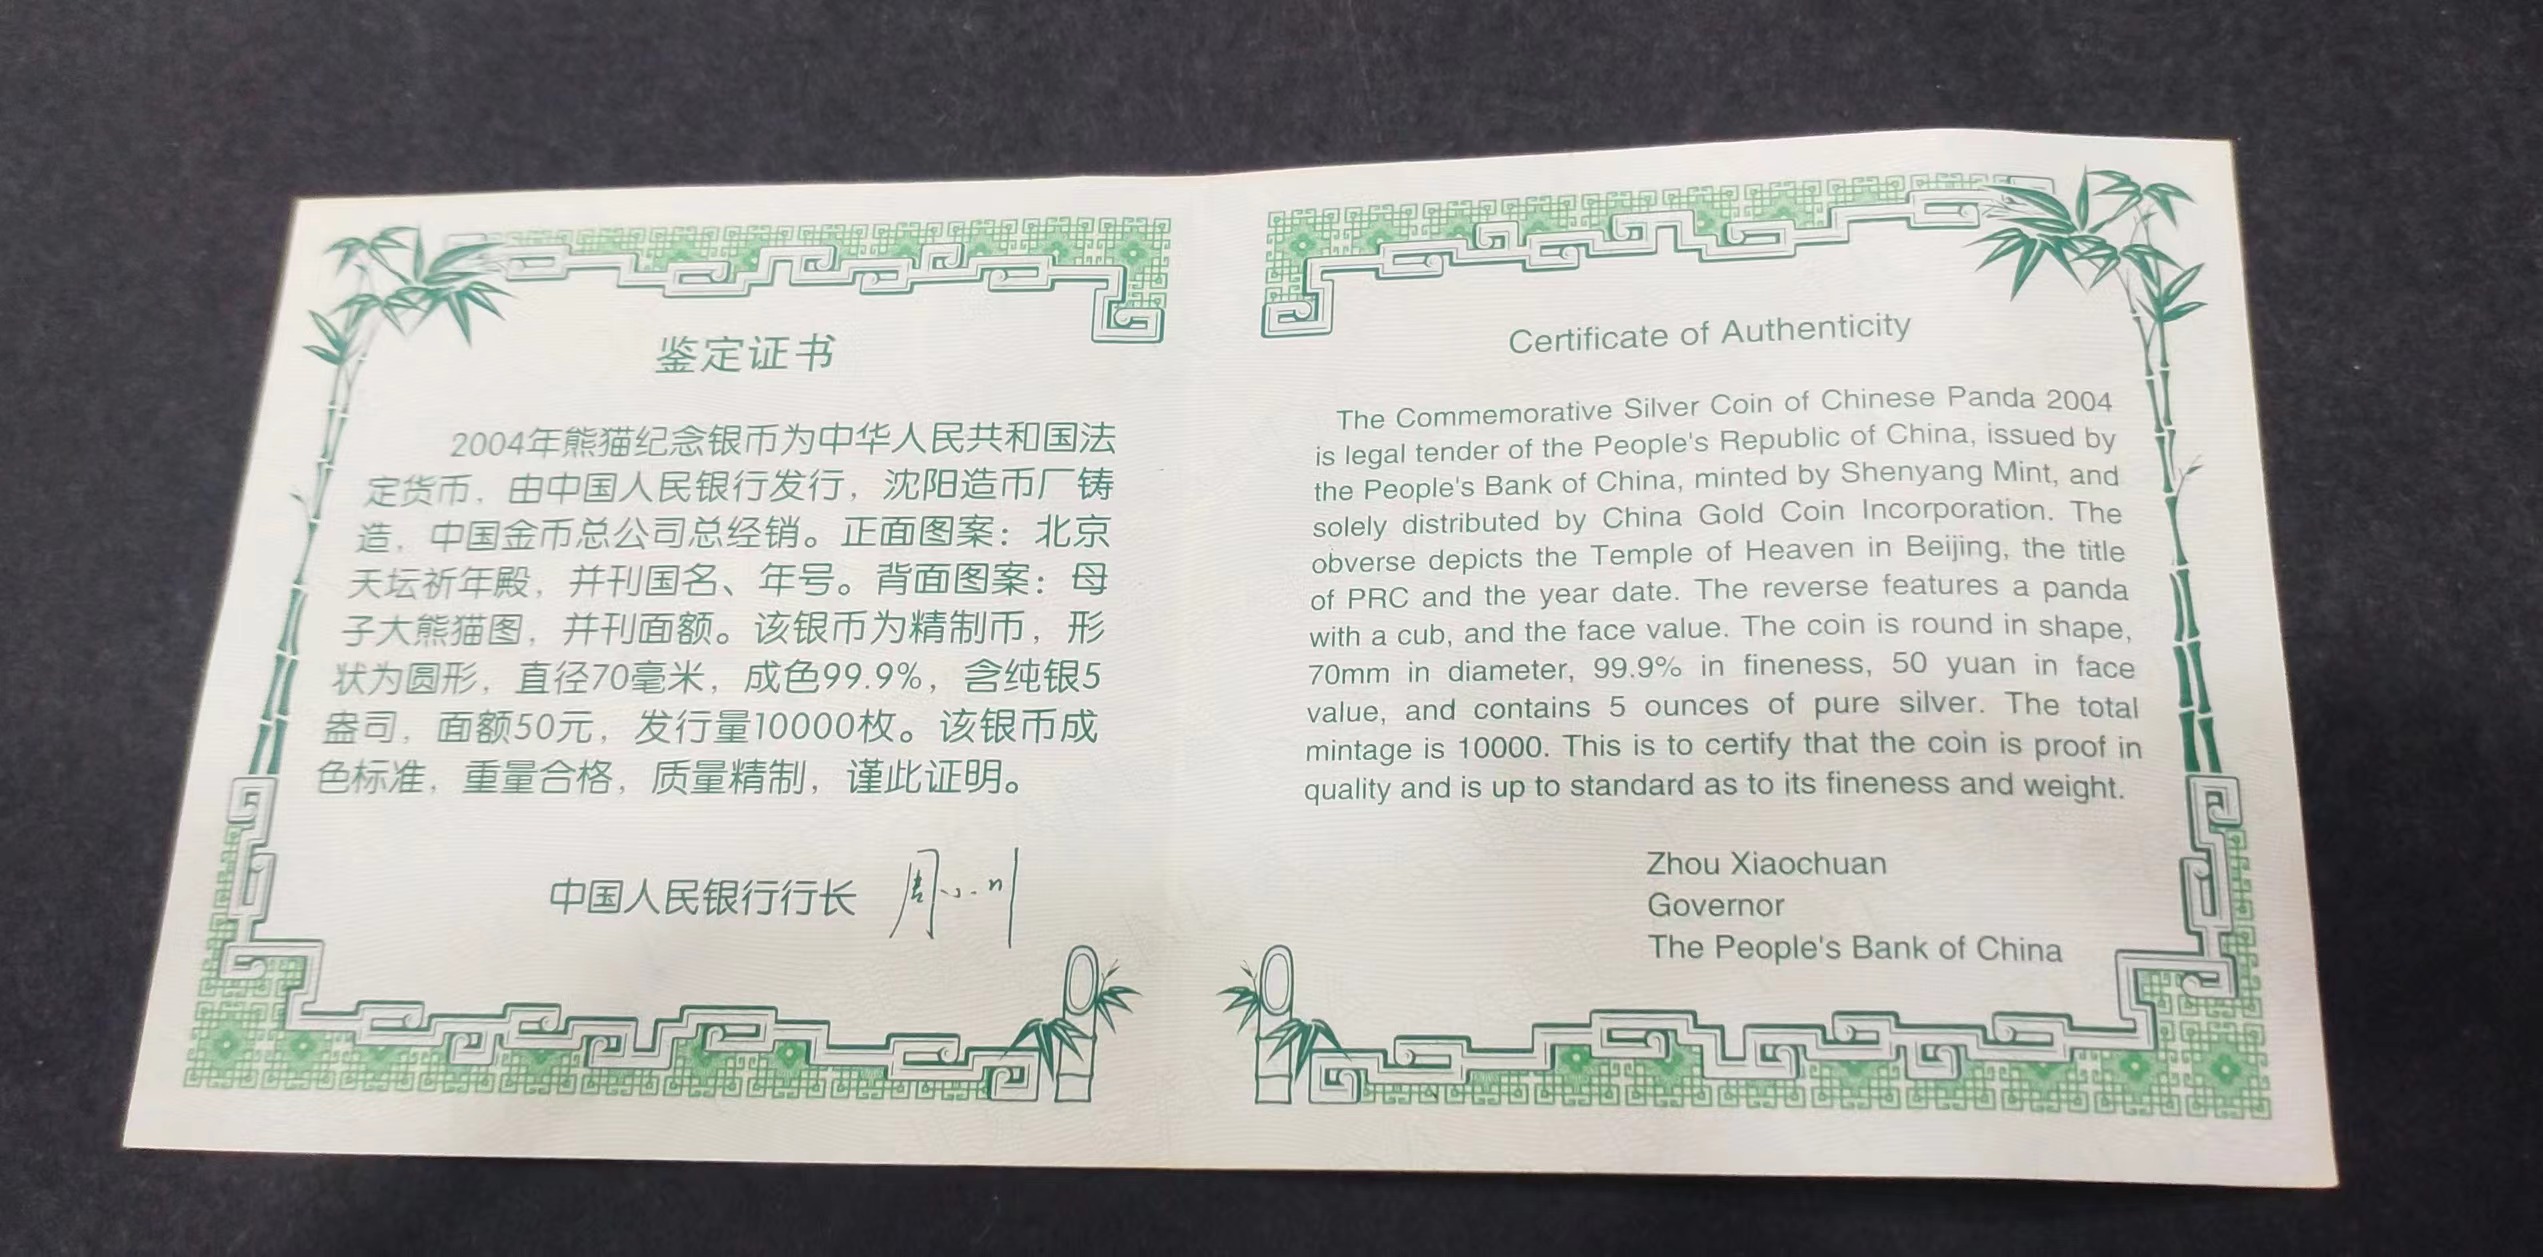 鉴定证书
2004年熊猫纪念银币为中华人民共和国法
定货币，由中国人民银行发行，沈阳造币厂铸
造，中国金币总公司总经销。正面图案：北京
天坛祈年殿，并刊国名、年号。背面图案：母
子大熊猫图，并刊面额。该银币为精制币，形
状为圆形，直径70毫米，成色99.9%，含纯银5
盎司，面额50元，发行量10000枚。该银币成
色标准，重量合格，质量精制，谨此证明。
中国人民银行行长 周小川
Certificate of Authenticity
The Commemorative Silver Coin of Chinese Panda 2004
is legal tender of the People's Republic of China, issued by
the People's Bank of China, minted by Shenyang Mint, and
solely distributed by China Gold Coin Incorporation. The
obverse depicts the Temple of Heaven in Beijing, the title
of PRC and the year date. The reverse features a panda
with a cub, and the face value. The coin is round in shape,
70mm in diameter, 99.9% in fineness, 50 yuan in face
value, and contains 5 ounces of pure silver. The total
mintage is 10000. This is to certify that the coin is proof in
quality and is up to standard as to its fineness and weight.
Zhou Xiaochuan
Governor
The People's Bank of China